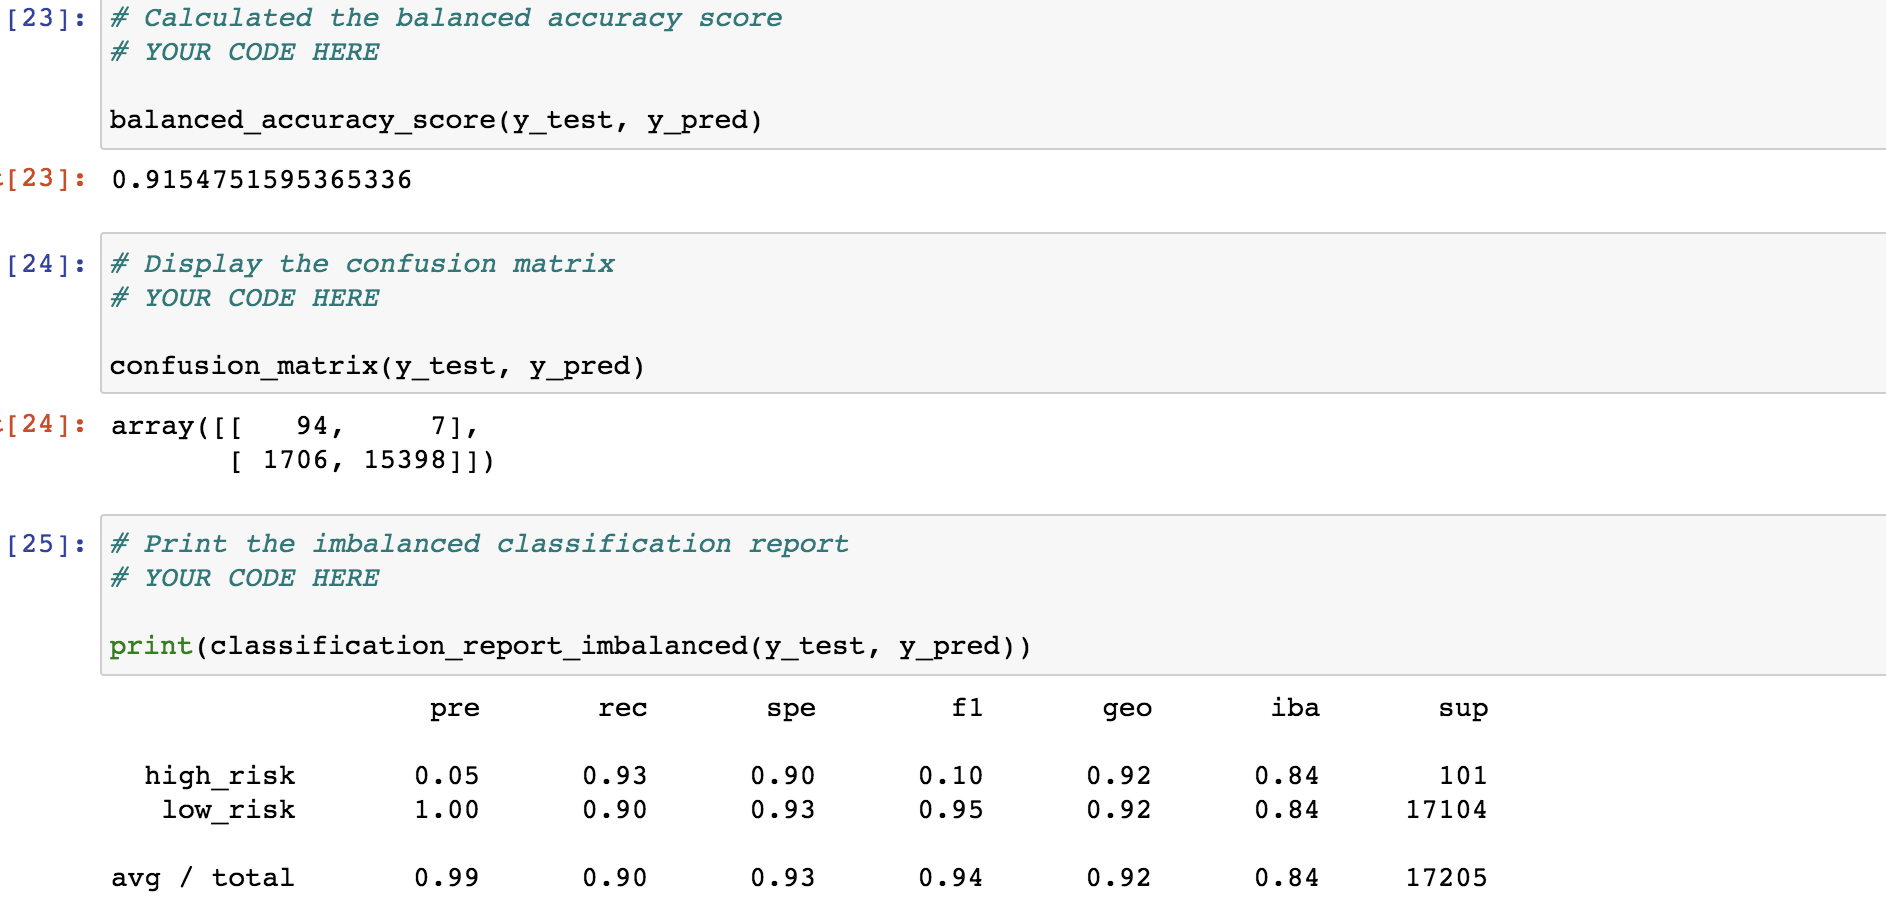 [23]: # Calculated the balanced accuracy score
# YOUR CODE HERE
balanced_accuracy_score(y_test, y_pred)
t[23]: 0.9154751595365336
[24]: # Display the confusion matrix
# YOUR CODE HERE
confusion_matrix(y_test, y_pred)
t[24]: array([[   94,     7],
[ 1706, 15398]])
[25]: # Print the imbalanced classification report
# YOUR CODE HERE
print(classification_report_imbalanced(y_test, y_pred))
pre rec spe f1 geo iba sup
high_risk 0.05 0.93 0.90 0.10 0.92 0.84 101
low_risk 1.00 0.90 0.93 0.95 0.92 0.84 17104
avg / total 0.99 0.90 0.93 0.94 0.92 0.84 17205